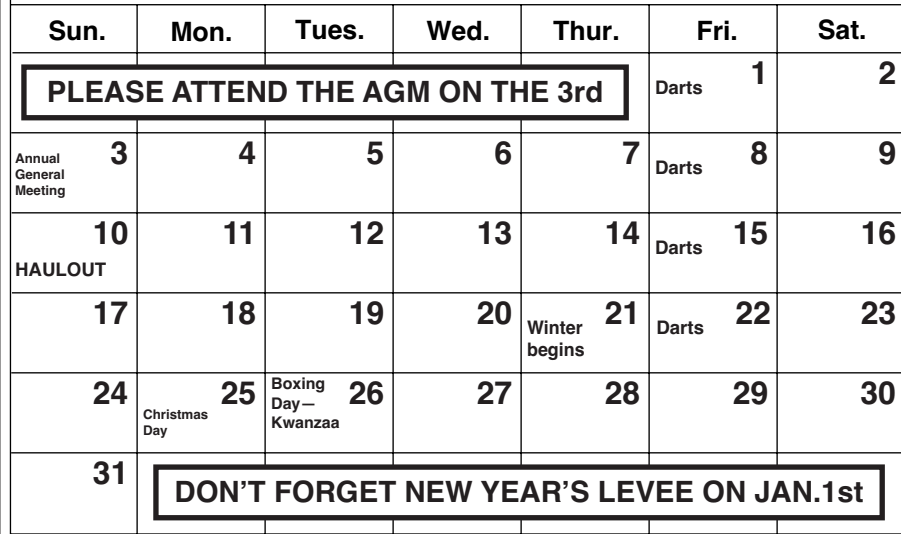 Sun. Mon. Tues. Wed. Thur. Fri. Sat.
PLEASE ATTEND THE AGM ON THE 3rd
Darts 1
2
Annual General Meeting 3
4
5
6
7
Darts 8
9
10
HAULOUT
11
12
13
14
Darts 15
16
17
18
19
20
Winter begins 21
Darts 22
23
24
25
Christmas
Day
Boxing
Day—
Kwanzaa
26
27
28
29
30
31
DON'T FORGET NEW YEAR'S LEVEE ON JAN.1st